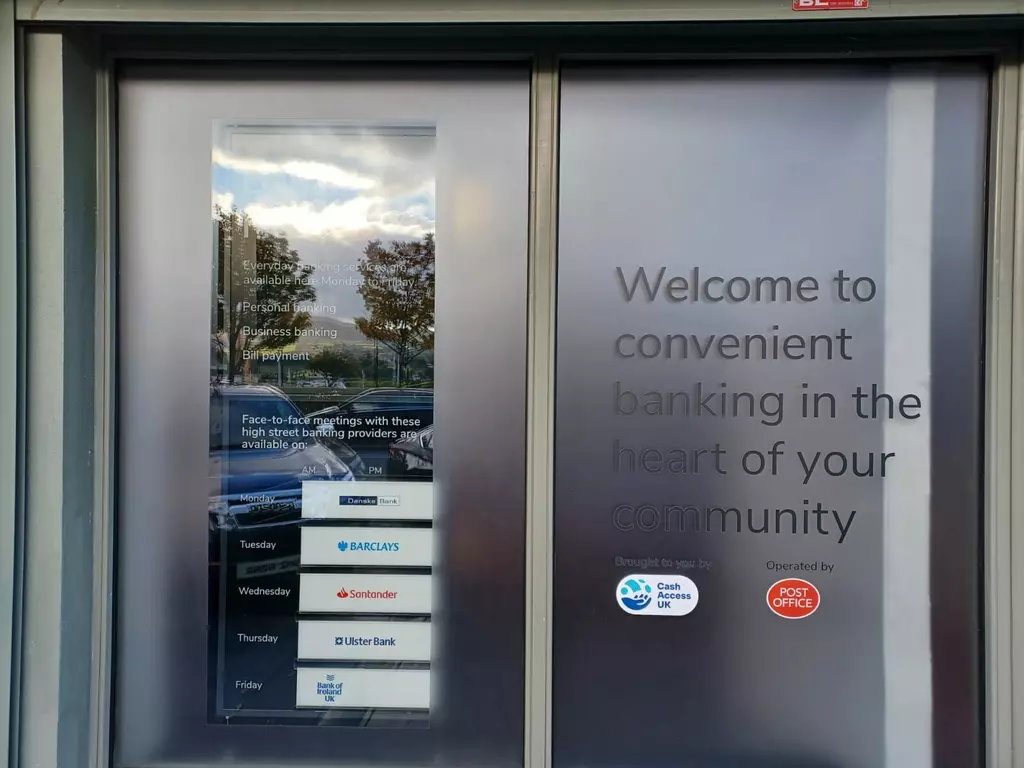 Everyday banking services are
available here Monday to Friday
Personal banking
Business banking
Bill payment
Face-to-face meetings with these
high street banking providers are
available on:
AM PM
Monday Danske Bank
Tuesday BARCLAYS
Wednesday Santander
Thursday Ulster Bank
Friday Bank of
Ireland
UK
Welcome to
convenient
banking in the
heart of your
community
Brought to you by
Cash
Access
UK
Operated by
POST
OFFICE